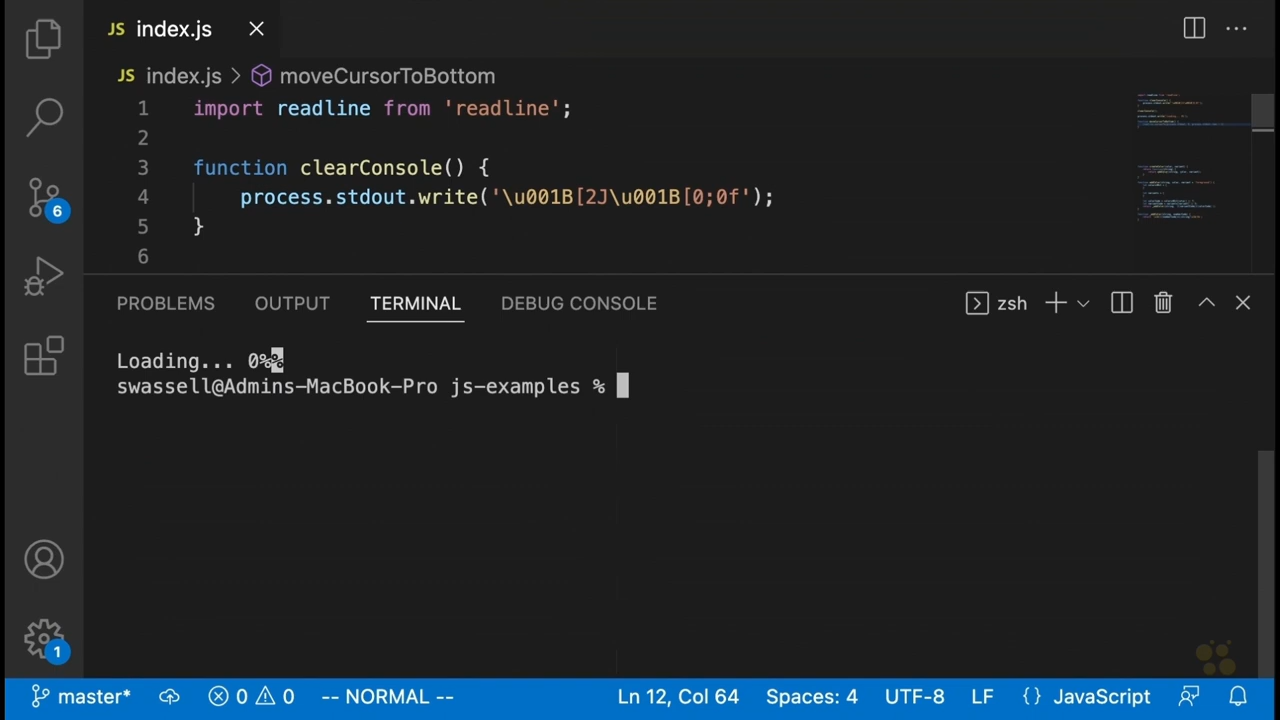 JS index.js
JS index.js > moveCursorToBottom
1 import readline from 'readline';
2
3 function clearConsole() {
4 process.stdout.write('\u001B[2J\u001B[0;0f');
5 }
6
6
PROBLEMS OUTPUT TERMINAL DEBUG CONSOLE zsh
Loading... 0%%
swassell@Admins-MacBook-Pro js-examples %
1
master* 0 0 -- NORMAL -- Ln 12, Col 64 Spaces: 4 UTF-8 LF {} JavaScript